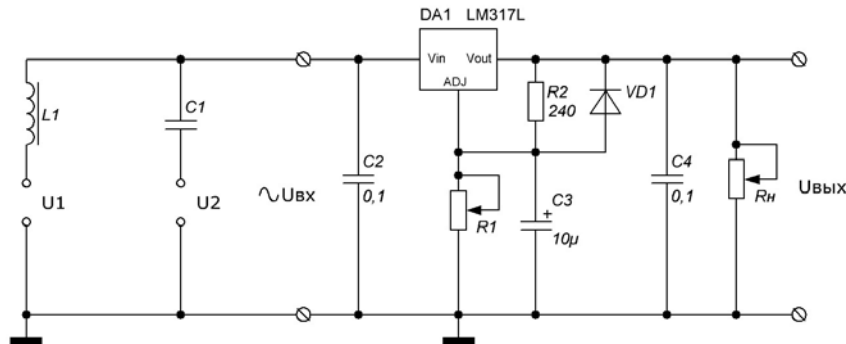 DA1 LM317L
Vin Vout
ADJ
L1
C1
R2
240
VD1
C2
0,1
C4
0,1
U1
U2
∿Uвх
R1
+
C3
10μ
Rн
Uвых